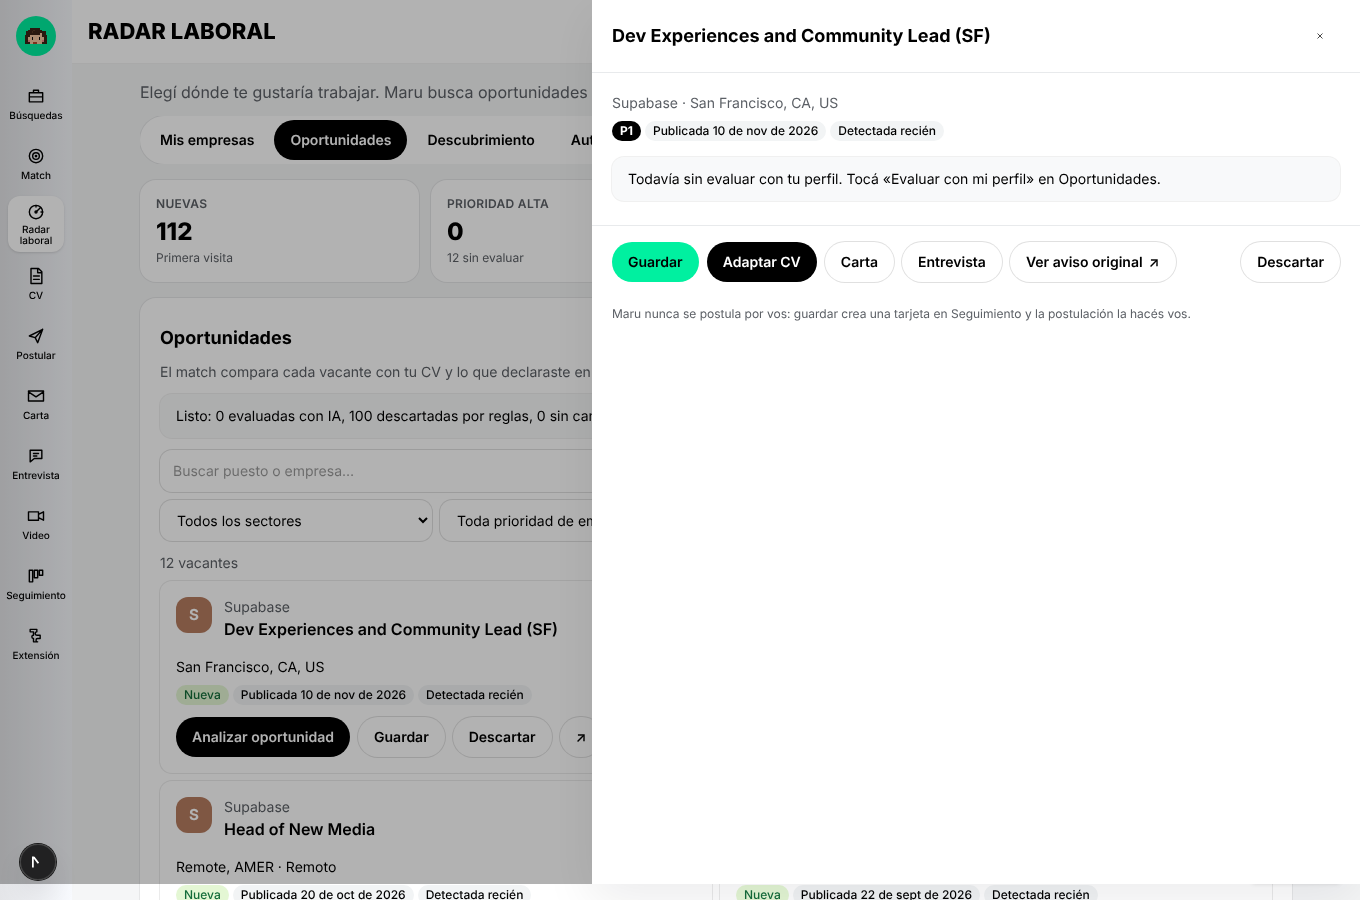 RADAR LABORAL
Búsquedas
Match
Radar
laboral
CV
Postular
Carta
Entrevista
Video
Seguimiento
Extensión
Elegí dónde te gustaría trabajar. Maru busca oportunidades
Mis empresas
Oportunidades
Descubrimiento
NUEVAS
112
Primera visita
PRIORIDAD ALTA
0
12 sin evaluar
Oportunidades
El match compara cada vacante con tu CV y lo que declaraste en
Listo: 0 evaluadas con IA, 100 descartadas por reglas, 0 sin
Buscar puesto o empresa...
Todos los sectores
Toda prioridad de
12 vacantes
S
Supabase
Dev Experiences and Community Lead (SF)
San Francisco, CA, US
Nueva Publicada 10 de nov de 2026 Detectada recién
Analizar oportunidad Guardar Descartar ↗
S
Supabase
Head of New Media
Remote, AMER · Remoto
Nueva Publicada 20 de oct de 2026 Detectada recién
Nueva Publicada 22 de sept de 2026 Detectada recién
Dev Experiences and Community Lead (SF)
×
Supabase · San Francisco, CA, US
P1 Publicada 10 de nov de 2026 Detectada recién
Todavía sin evaluar con tu perfil. Tocá «Evaluar con mi perfil» en Oportunidades.
Guardar Adaptar CV Carta Entrevista Ver aviso original ↗ Descartar
Maru nunca se postula por vos: guardar crea una tarjeta en Seguimiento y la postulación la hacés vos.